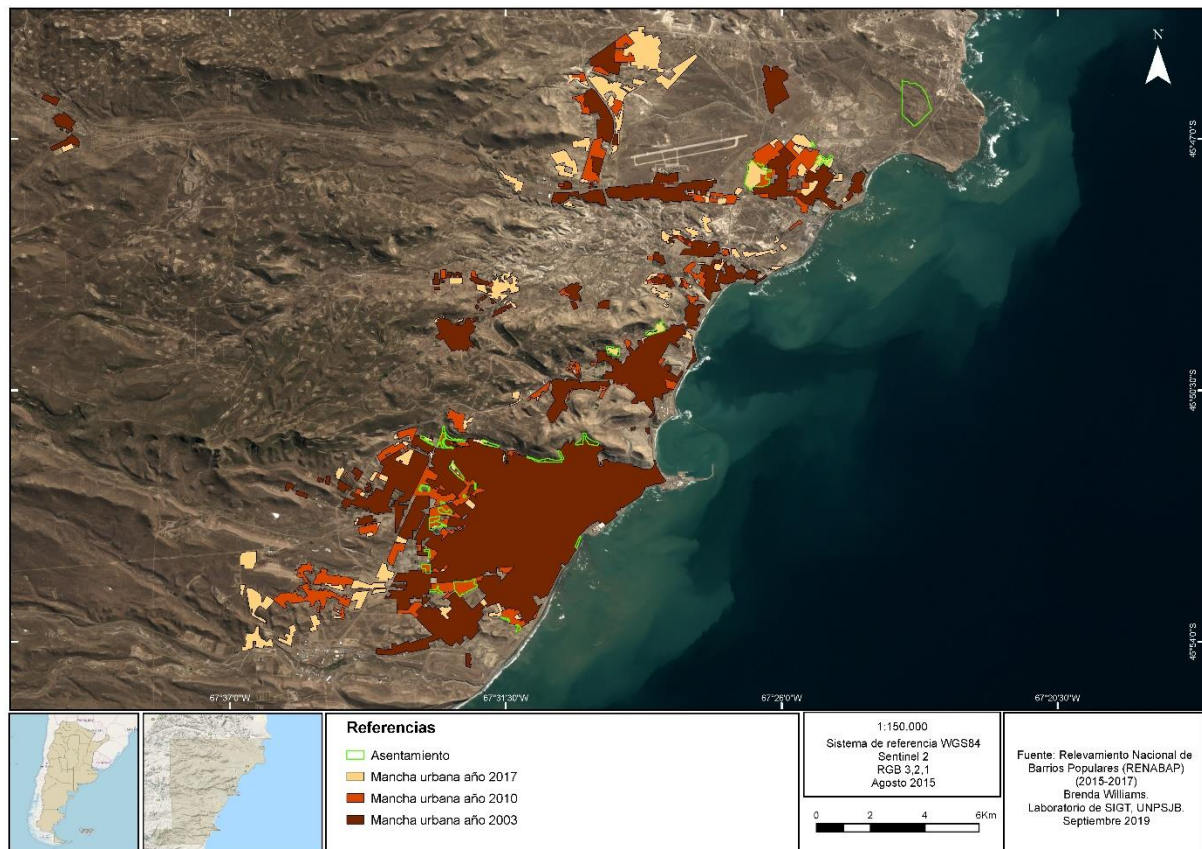 N
45°47'0"S
45°50'30"S
45°54'0"S
67°37'0"W
67°31'30"W
67°26'0"W
67°20'30"W
Referencias
Asentamiento
Mancha urbana año 2017
Mancha urbana año 2010
Mancha urbana año 2003
1:150.000
Sistema de referencia WGS84
Sentinel 2
RGB 3,2,1
Agosto 2015
0 2 4 6Km
Fuente: Relevamiento Nacional de
Barrios Populares (RENABAP)
(2015-2017)
Brenda Williams.
Laboratorio de SIGT, UNPSJB.
Septiembre 2019